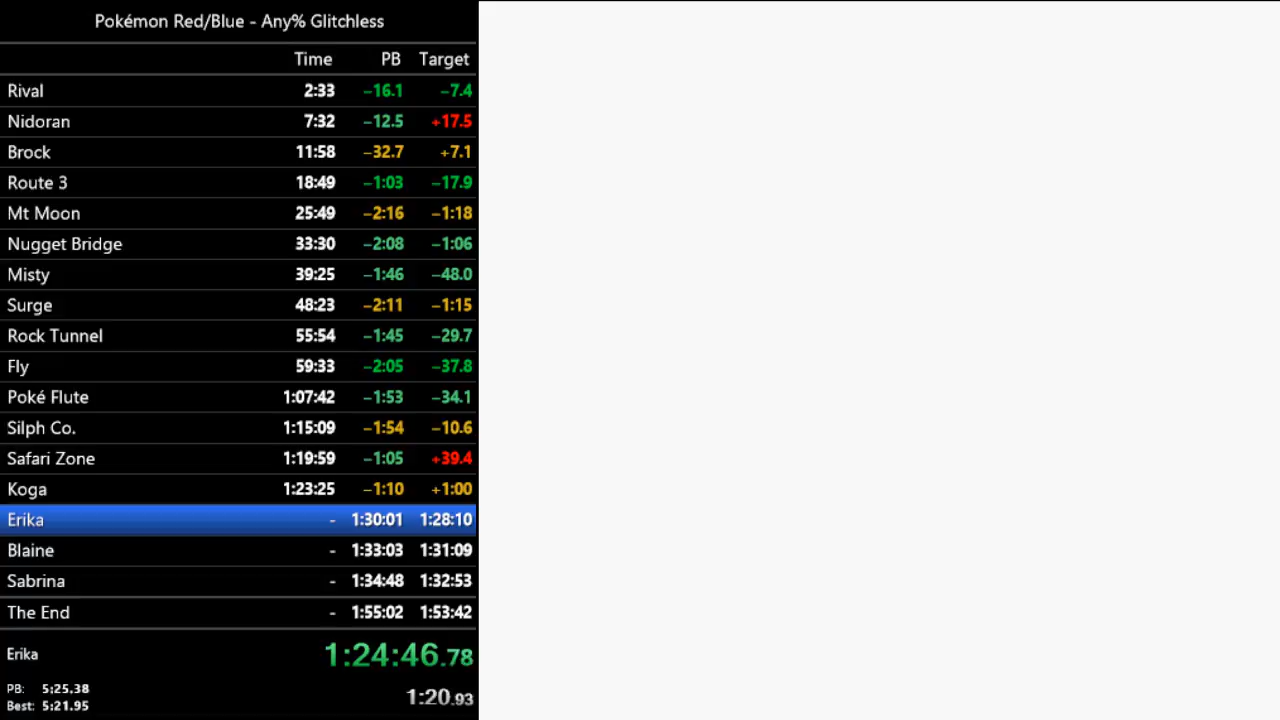 Pokémon Red/Blue - Any% Glitchless
Time PB Target
Rival 2:33 −16.1 −7.4
Nidoran 7:32 −12.5 +17.5
Brock 11:58 −32.7 +7.1
Route 3 18:49 −1:03 −17.9
Mt Moon 25:49 −2:16 −1:18
Nugget Bridge 33:30 −2:08 −1:06
Misty 39:25 −1:46 −48.0
Surge 48:23 −2:11 −1:15
Rock Tunnel 55:54 −1:45 −29.7
Fly 59:33 −2:05 −37.8
Poké Flute 1:07:42 −1:53 −34.1
Silph Co. 1:15:09 −1:54 −10.6
Safari Zone 1:19:59 −1:05 +39.4
Koga 1:23:25 −1:10 +1:00
Erika - 1:30:01 1:28:10
Blaine - 1:33:03 1:31:09
Sabrina - 1:34:48 1:32:53
The End - 1:55:02 1:53:42
Erika 1:24:46.78
PB: 5:25.38
Best: 5:21.95
1:20.93